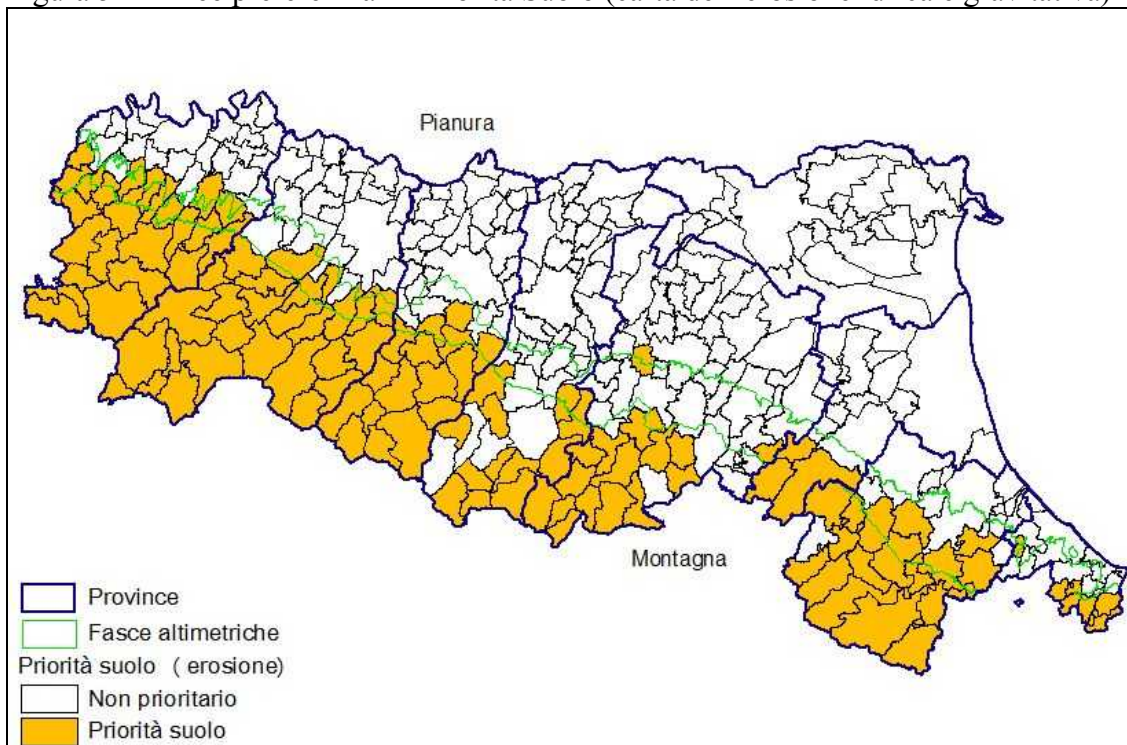 Pianura
Montagna
Province
Fasce altimetriche
Priorità suolo ( erosione)
Non prioritario
Priorità suolo